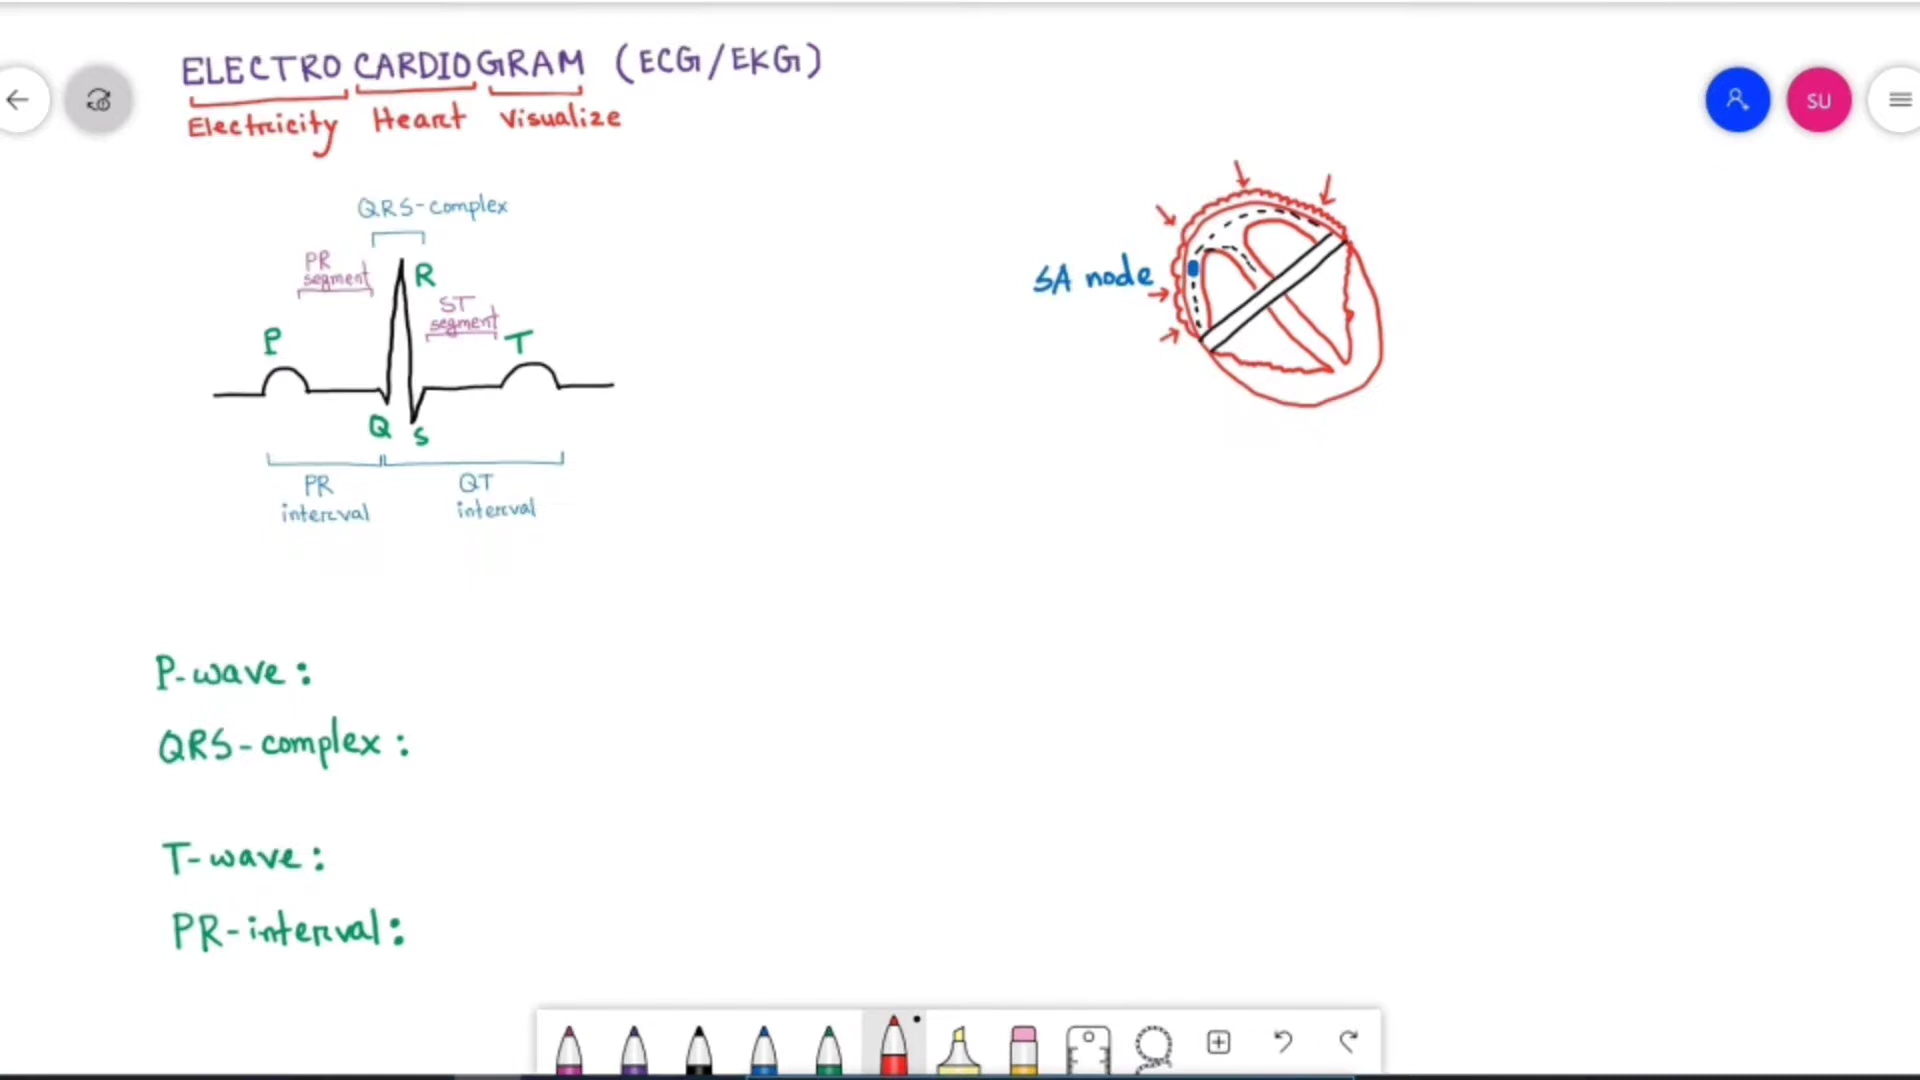 ELECTRO CARDIOGRAM (ECG/EKG)
Electricity Heart Visualize
SU
QRS-complex
PR
segment
R
ST
segment
P
T
Q
S
PR
interval
QT
interval
SA node
P-wave:
QRS-complex:
T-wave:
PR-interval: